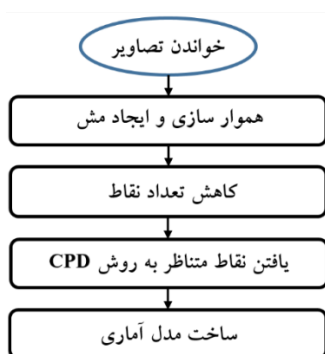 خواندن تصاویر
هموار سازی و ایجاد مش
کاهش تعداد نقاط
یافتن نقاط متناظر به روش CPD
ساخت مدل آماری